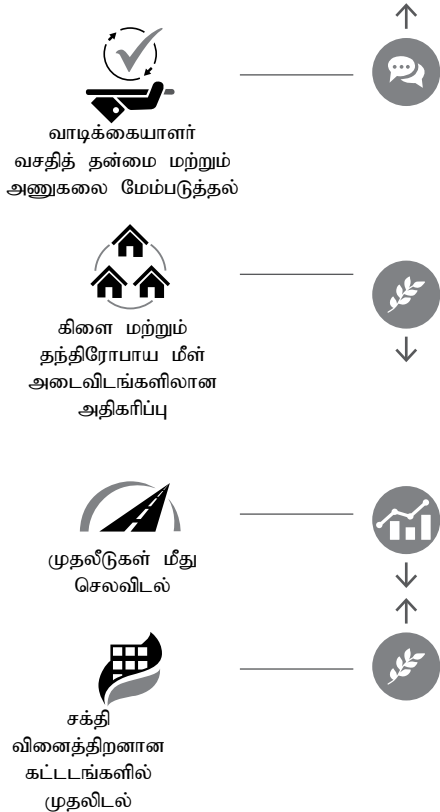 வாடிக்கையாளர்
வசதித் தன்மை மற்றும்
அணுகலை மேம்படுத்தல்
கிளை மற்றும்
தந்திரோபாய மீள்
அடைவிடங்களிலான
அதிகரிப்பு
முதலீடுகள் மீது
செலவிடல்
சக்தி
வினைத்திறனான
கட்டடங்களில்
முதலிடல்